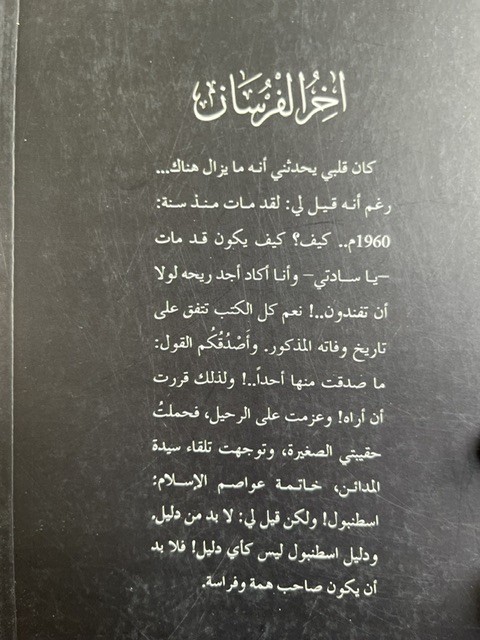 اخِرُ الْفُرْسَان
كان قلبي يحدثني أنه ما يزال هناك...
رغم أنه قيل لي: لقد مات منذ سنة:
1960م.. كيف؟ كيف يكون قد مات
-يا سادتي- وأنا أكاد أجد ريحه لولا
أن تفندون..! نعم كل الكتب تتفق على
تاريخ وفاته المذكور. وأَصْدُقُكُم القول:
ما صدقت منها أحداً..! ولذلك قررت
أن أراه! وعزمت على الرحيل، فحملتُ
حقيبتي الصغيرة، وتوجهت تلقاء سيدة
المدائن، خاتمة عواصم الإسلام:
اسطنبول! ولكن قيل لي: لا بد من دليل.
ودليل اسطنبول ليس كأي دليل! فلا بد
أن يكون صاحب همة وفراسة.